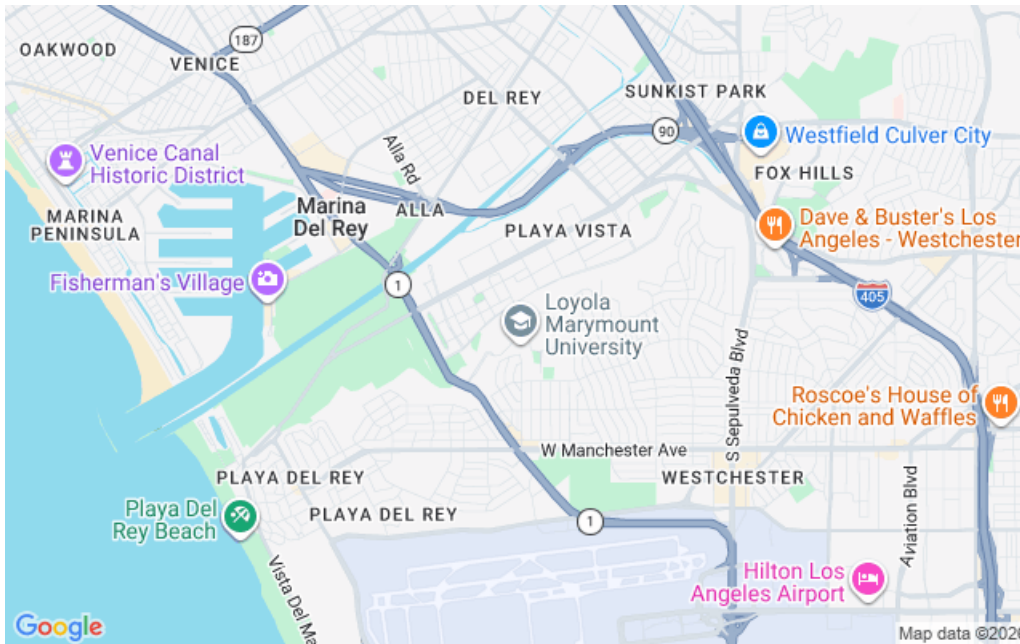 OAKWOOD
187
VENICE
DEL REY
SUNKIST PARK
90
Westfield Culver City
Venice Canal
Historic District
Alla Rd
FOX HILLS
MARINA
PENINSULA
Marina
Del Rey
ALLA
PLAYA VISTA
Dave & Buster's Los
Angeles - Westchester
Fisherman's Village
1
405
Loyola
Marymount
University
S Sepulveda Blvd
Roscoe's House of
Chicken and Waffles
W Manchester Ave
PLAYA DEL REY
WESTCHESTER
Playa Del
Rey Beach
PLAYA DEL REY
1
Aviation Blvd
Vista Del Ma
Hilton Los
Angeles Airport
Google
Map data ©2020